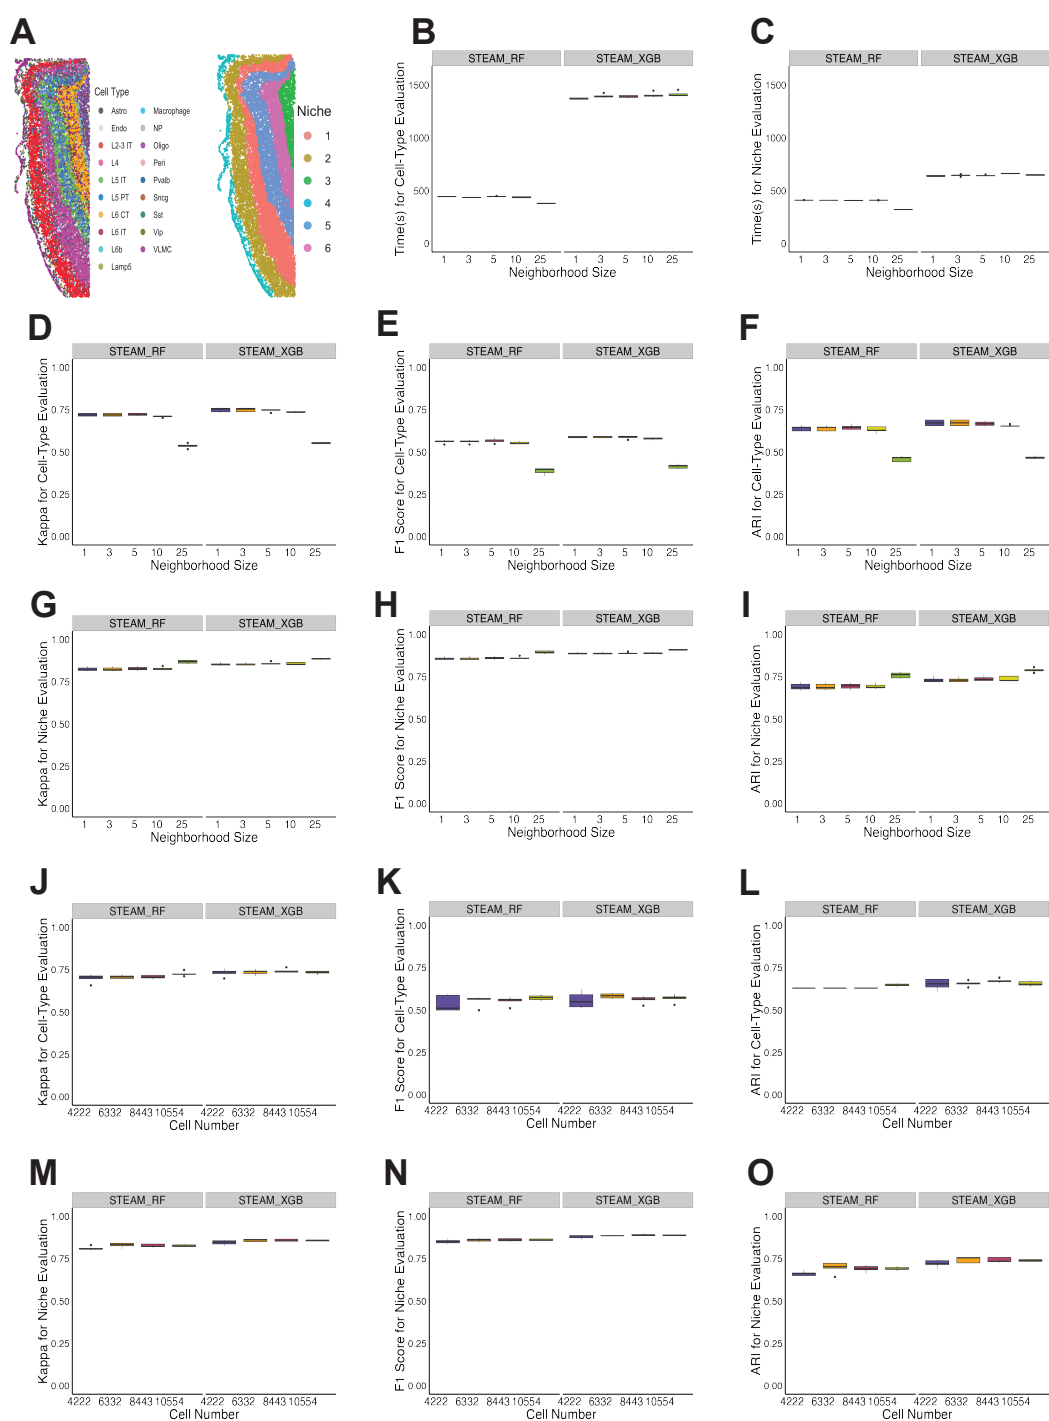 A
Cell Type
Astro
Macrophage
Endo
NP
L2-3 IT
Oligo
L4
Peri
L5 IT
Pvalb
L5 PT
Sncg
L6 CT
Sst
L6 IT
Vip
L6b
VLMC
Lamp5
Niche
1
2
3
4
5
6
B
STEAM_RF STEAM_XGB
Time(s) for Cell-Type Evaluation
1500
1000
500
0
1 3 5 10 25 1 3 5 10 25
Neighborhood Size
C
STEAM_RF STEAM_XGB
Time(s) for Niche Evaluation
1500
1000
500
0
1 3 5 10 25 1 3 5 10 25
Neighborhood Size
D
STEAM_RF STEAM_XGB
Kappa for Cell-Type Evaluation
1.00
0.75
0.50
0.25
0.00
1 3 5 10 25 1 3 5 10 25
Neighborhood Size
E
STEAM_RF STEAM_XGB
F1 Score for Cell-Type Evaluation
1.00
0.75
0.50
0.25
0.00
1 3 5 10 25 1 3 5 10 25
Neighborhood Size
F
STEAM_RF STEAM_XGB
ARI for Cell-Type Evaluation
1.00
0.75
0.50
0.25
0.00
1 3 5 10 25 1 3 5 10 25
Neighborhood Size
G
STEAM_RF STEAM_XGB
Kappa for Niche Evaluation
1.00
0.75
0.50
0.25
0.00
1 3 5 10 25 1 3 5 10 25
Neighborhood Size
H
STEAM_RF STEAM_XGB
F1 Score for Niche Evaluation
1.00
0.75
0.50
0.25
0.00
1 3 5 10 25 1 3 5 10 25
Neighborhood Size
I
STEAM_RF STEAM_XGB
ARI for Niche Evaluation
1.00
0.75
0.50
0.25
0.00
1 3 5 10 25 1 3 5 10 25
Neighborhood Size
J
STEAM_RF STEAM_XGB
Kappa for Cell-Type Evaluation
1.00
0.75
0.50
0.25
0.00
4222 6332 8443 10554 4222 6332 8443 10554
Cell Number
K
STEAM_RF STEAM_XGB
F1 Score for Cell-Type Evaluation
1.00
0.75
0.50
0.25
0.00
4222 6332 8443 10554 4222 6332 8443 10554
Cell Number
L
STEAM_RF STEAM_XGB
ARI for Cell-Type Evaluation
1.00
0.75
0.50
0.25
0.00
4222 6332 8443 10554 4222 6332 8443 10554
Cell Number
M
STEAM_RF STEAM_XGB
Kappa for Niche Evaluation
1.00
0.75
0.50
0.25
0.00
4222 6332 8443 10554 4222 6332 8443 10554
Cell Number
N
STEAM_RF STEAM_XGB
F1 Score for Niche Evaluation
1.00
0.75
0.50
0.25
0.00
4222 6332 8443 10554 4222 6332 8443 10554
Cell Number
O
STEAM_RF STEAM_XGB
ARI for Niche Evaluation
1.00
0.75
0.50
0.25
0.00
4222 6332 8443 10554 4222 6332 8443 10554
Cell Number